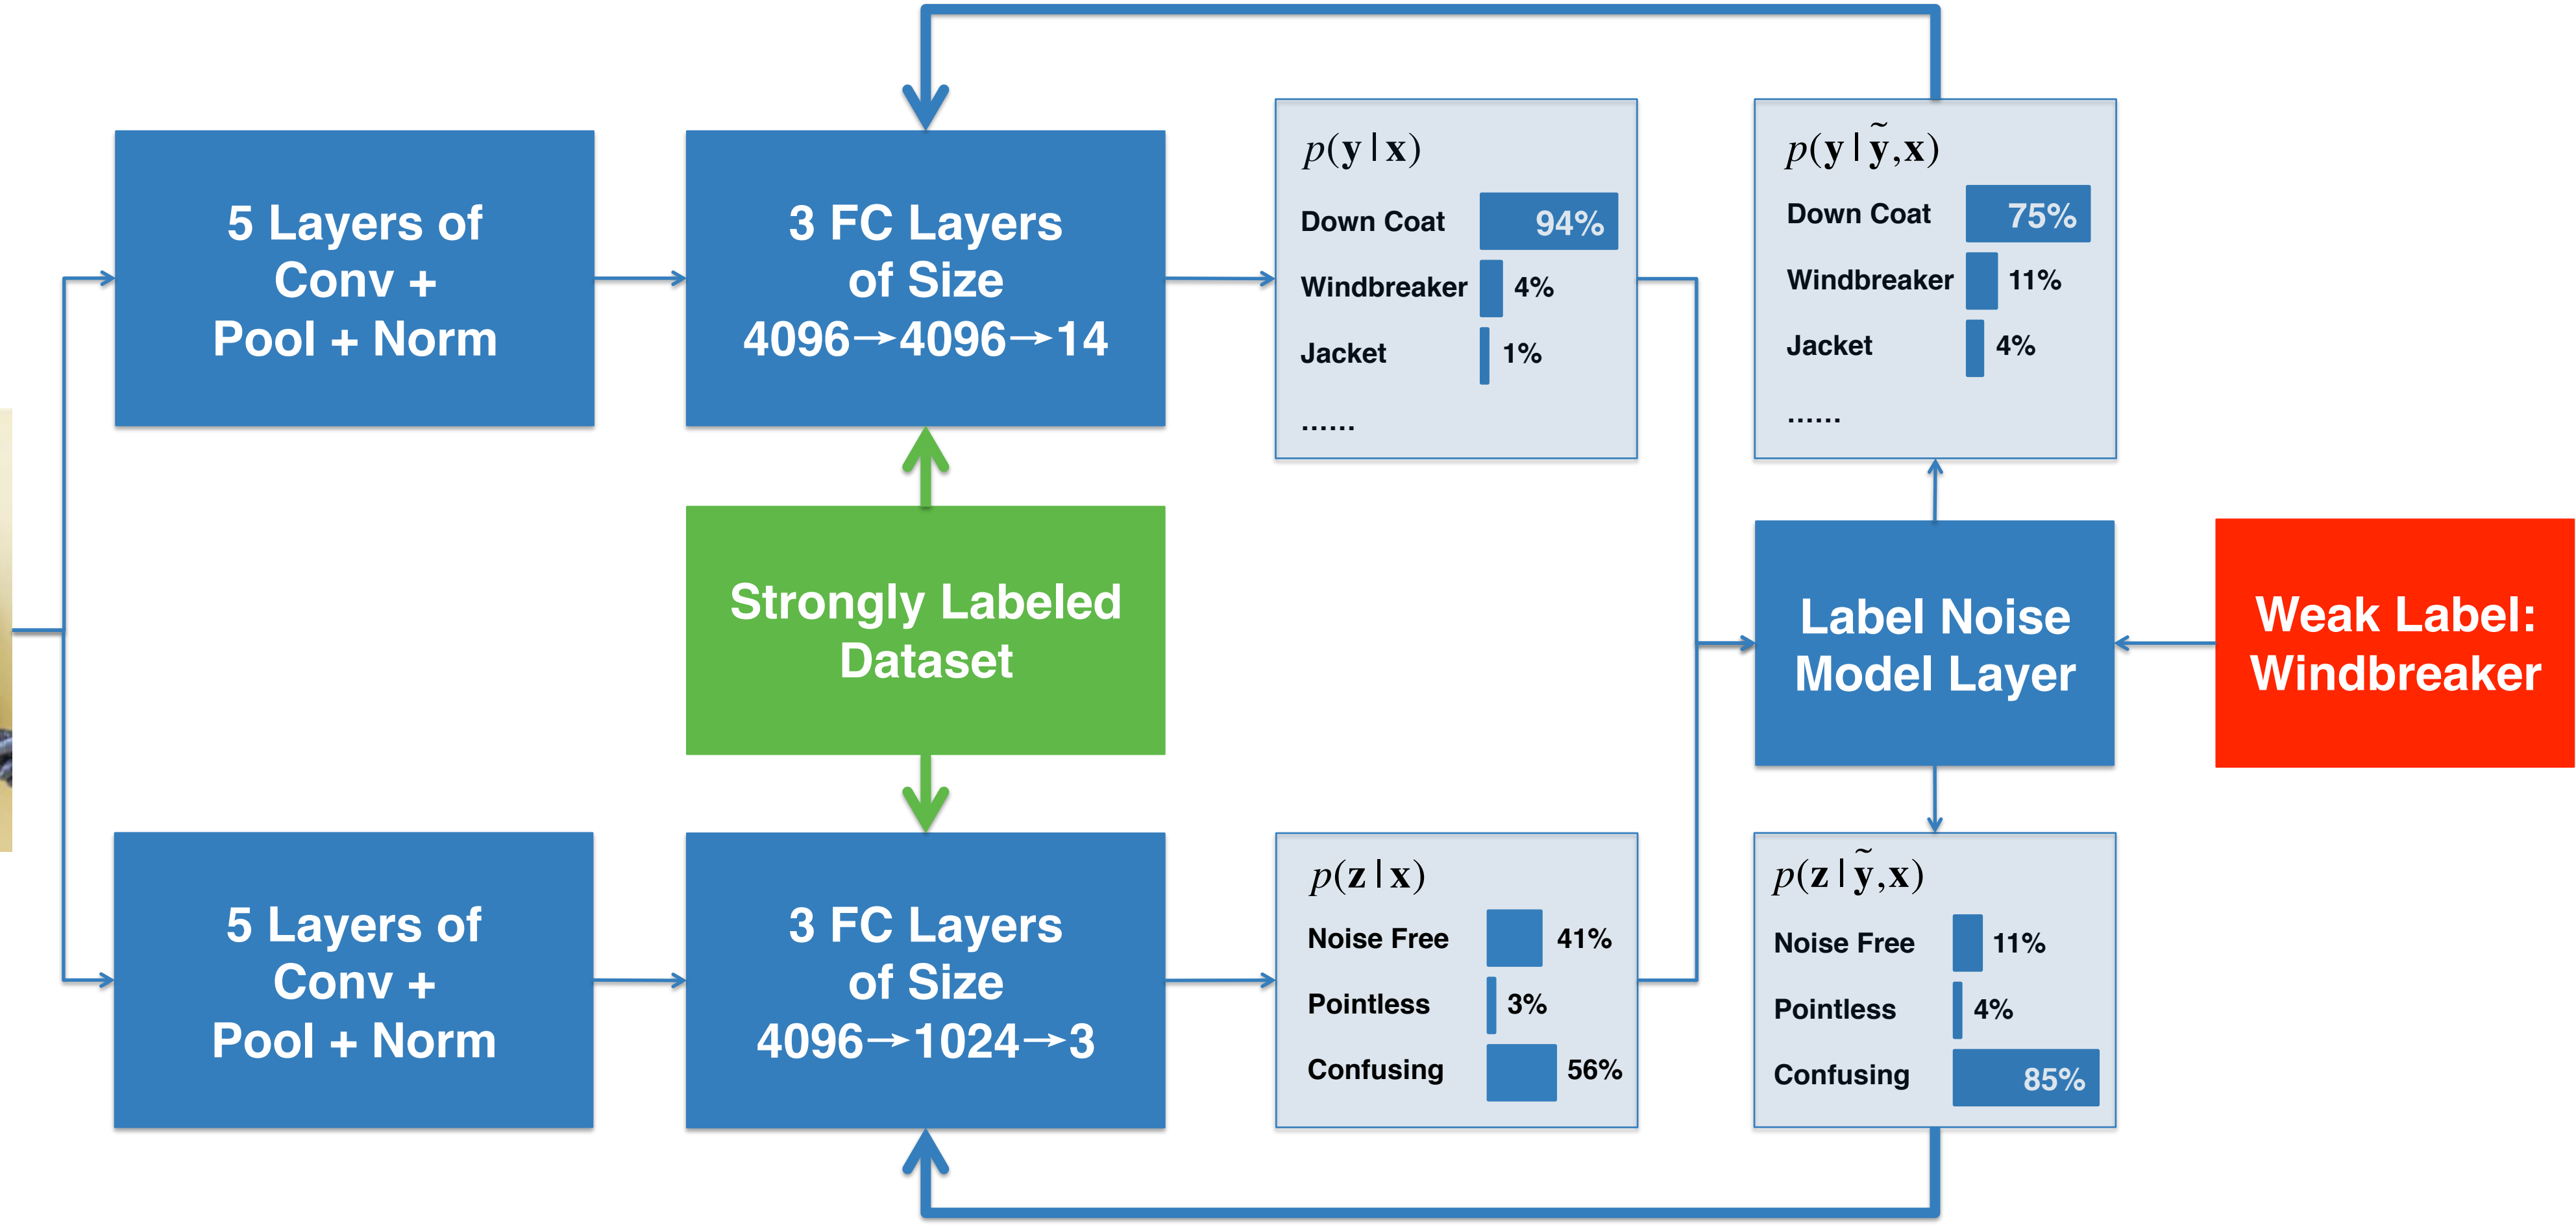 5 Layers of
Conv +
Pool + Norm
3 FC Layers
of Size
4096→4096→14
p(y|x)
Down Coat 94%
Windbreaker 4%
Jacket 1%
......
p(y|ỹ,x)
Down Coat 75%
Windbreaker 11%
Jacket 4%
......
Strongly Labeled
Dataset
Label Noise
Model Layer
Weak Label:
Windbreaker
5 Layers of
Conv +
Pool + Norm
3 FC Layers
of Size
4096→1024→3
p(z|x)
Noise Free 41%
Pointless 3%
Confusing 56%
p(z|ỹ,x)
Noise Free 11%
Pointless 4%
Confusing 85%